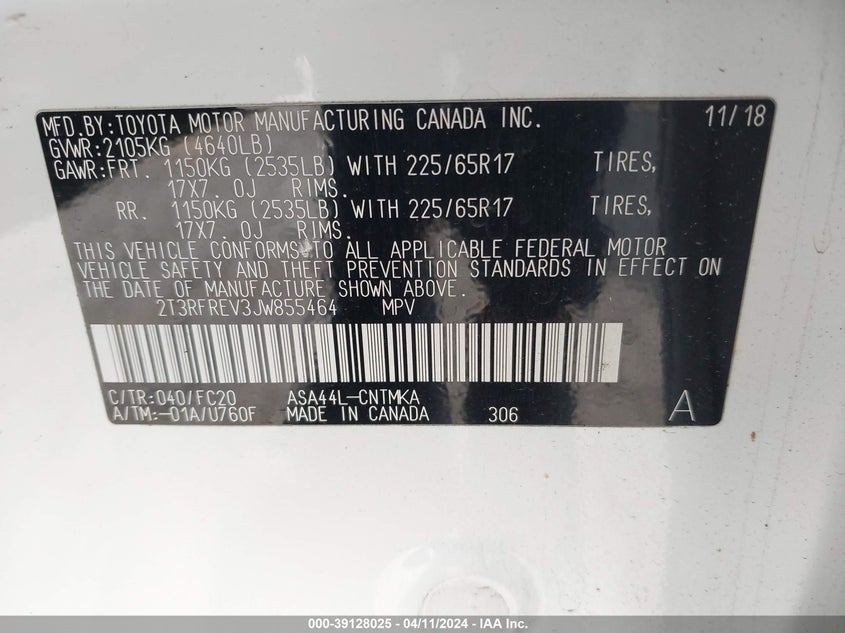 MFD.BY:TOYOTA MOTOR MANUFACTURING CANADA INC. 11/18
GVWR:2105KG (4640LB)
GAWR:FRT. 1150KG (2535LB) WITH 225/65R17 TIRES,
17X7. 0J RIMS.
RR. 1150KG (2535LB) WITH 225/65R17 TIRES,
17X7. 0J RIMS.
THIS VEHICLE CONFORMS TO ALL APPLICABLE FEDERAL MOTOR
VEHICLE SAFETY AND THEFT PREVENTION STANDARDS IN EFFECT ON
THE DATE OF MANUFACTURE SHOWN ABOVE.
2T3RFREV3JW855464 MPV
C/TR:040/FC20 ASA44L-CNTMKA
A/TM:-01A/U760F MADE IN CANADA 306 A
000-39128025 - 04/11/2024 - IAA Inc.